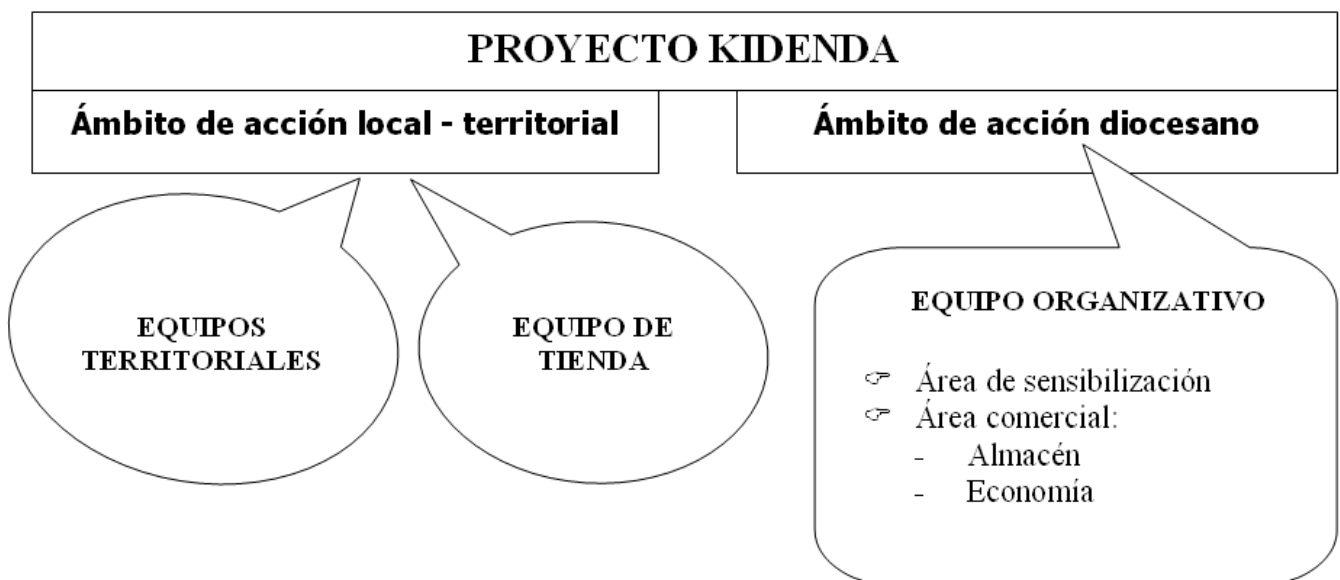 PROYECTO KIDENDA
Ámbito de acción local - territorial
Ámbito de acción diocesano
EQUIPOS
TERRITORIALES
EQUIPO DE
TIENDA
EQUIPO ORGANIZATIVO
☞ Área de sensibilización
☞ Área comercial:
- Almacén
- Economía